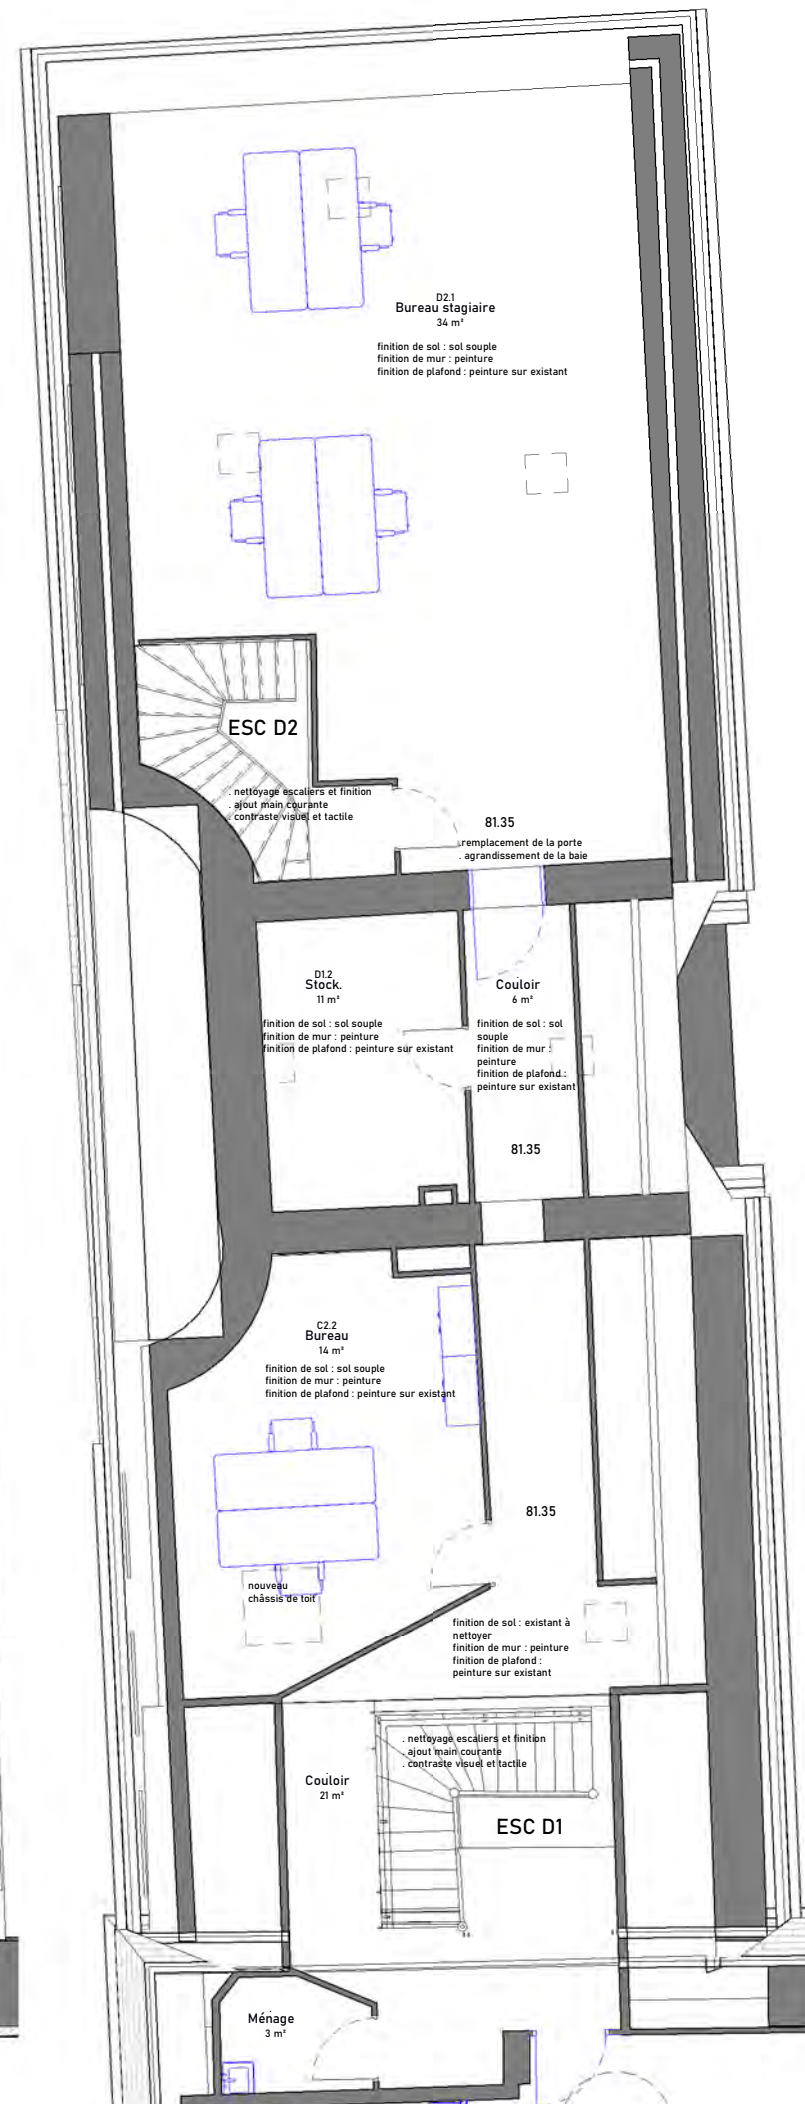 D2.1
Bureau stagiaire
34 m²
finition de sol : sol souple
finition de mur : peinture
finition de plafond : peinture sur existant
ESC D2
. nettoyage escaliers et finition
. ajout main courante
. contraste visuel et tactile
81.35
.remplacement de la porte
. agrandissement de la baie
D1.2
Stock.
11 m²
finition de sol : sol souple
finition de mur : peinture
finition de plafond : peinture sur existant
Couloir
6 m²
finition de sol : sol
souple
finition de mur :
peinture
finition de plafond :
peinture sur existant
81.35
C2.2
Bureau
14 m²
finition de sol : sol souple
finition de mur : peinture
finition de plafond : peinture sur existant
81.35
nouveau
châssis de toit
finition de sol : existant à
nettoyer
finition de mur : peinture
finition de plafond :
peinture sur existant
. nettoyage escaliers et finition
. ajout main courante
. contraste visuel et tactile
Couloir
21 m²
ESC D1
Ménage
3 m²